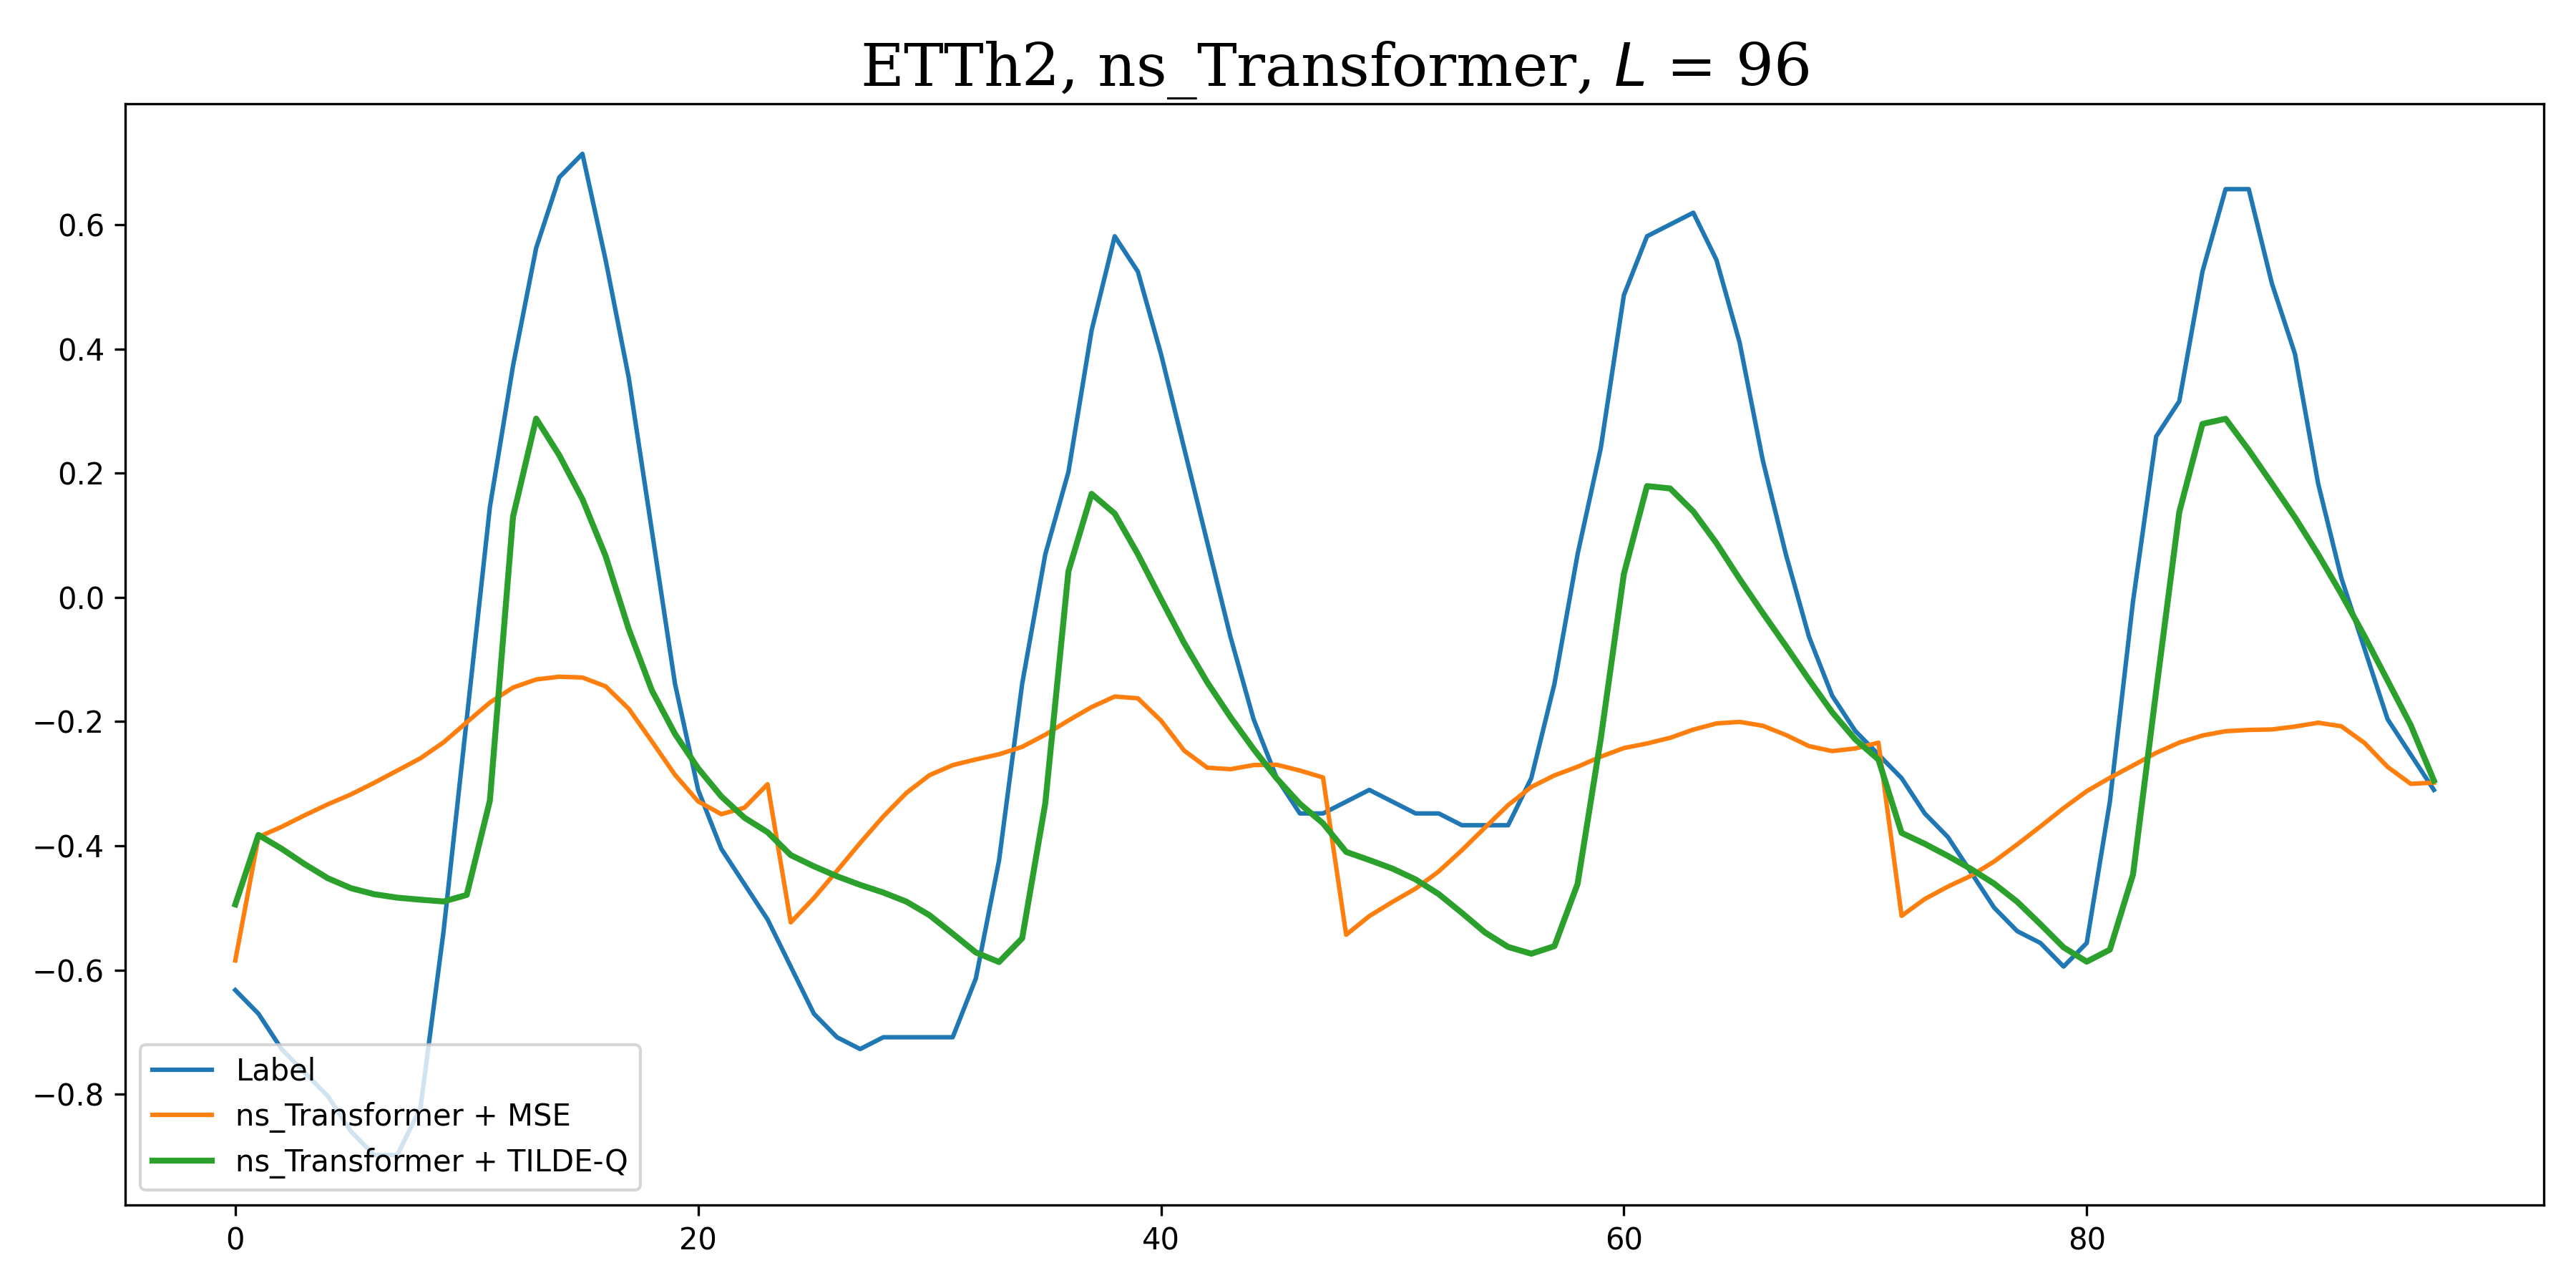 ETTh2, ns_Transformer, L = 96
0.6
0.4
0.2
0.0
−0.2
−0.4
−0.6
−0.8
Label
ns_Transformer + MSE
ns_Transformer + TILDE-Q
0 20 40 60 80